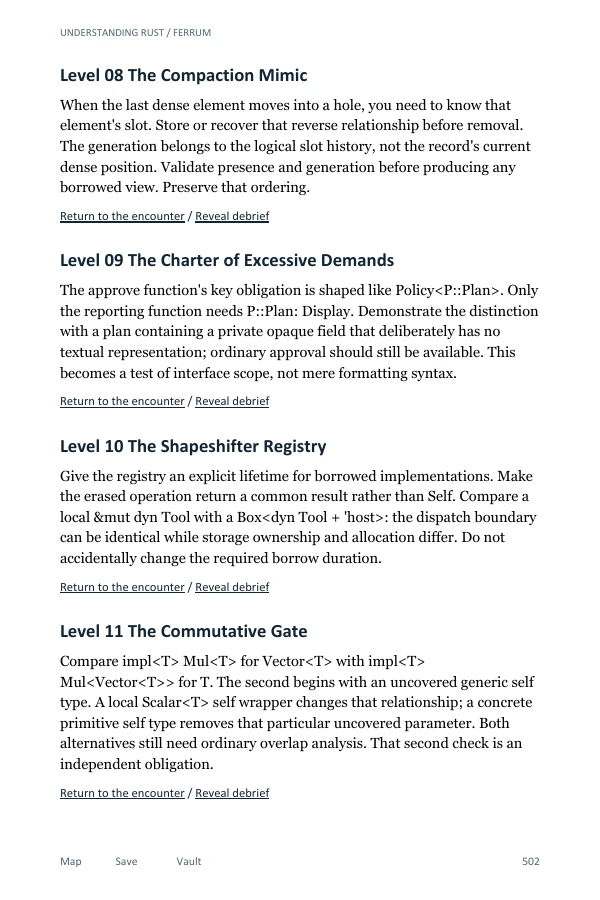 UNDERSTANDING RUST / FERRUM
Level 08 The Compaction Mimic
When the last dense element moves into a hole, you need to know that
element's slot. Store or recover that reverse relationship before removal.
The generation belongs to the logical slot history, not the record's current
dense position. Validate presence and generation before producing any
borrowed view. Preserve that ordering.
Return to the encounter / Reveal debrief
Level 09 The Charter of Excessive Demands
The approve function's key obligation is shaped like Policy<P::Plan>. Only
the reporting function needs P::Plan: Display. Demonstrate the distinction
with a plan containing a private opaque field that deliberately has no
textual representation; ordinary approval should still be available. This
becomes a test of interface scope, not mere formatting syntax.
Return to the encounter / Reveal debrief
Level 10 The Shapeshifter Registry
Give the registry an explicit lifetime for borrowed implementations. Make
the erased operation return a common result rather than Self. Compare a
local &mut dyn Tool with a Box<dyn Tool + 'host>: the dispatch boundary
can be identical while storage ownership and allocation differ. Do not
accidentally change the required borrow duration.
Return to the encounter / Reveal debrief
Level 11 The Commutative Gate
Compare impl<T> Mul<T> for Vector<T> with impl<T>
Mul<Vector<T>> for T. The second begins with an uncovered generic self
type. A local Scalar<T> self wrapper changes that relationship; a concrete
primitive self type removes that particular uncovered parameter. Both
alternatives still need ordinary overlap analysis. That second check is an
independent obligation.
Return to the encounter / Reveal debrief
Map Save Vault 502